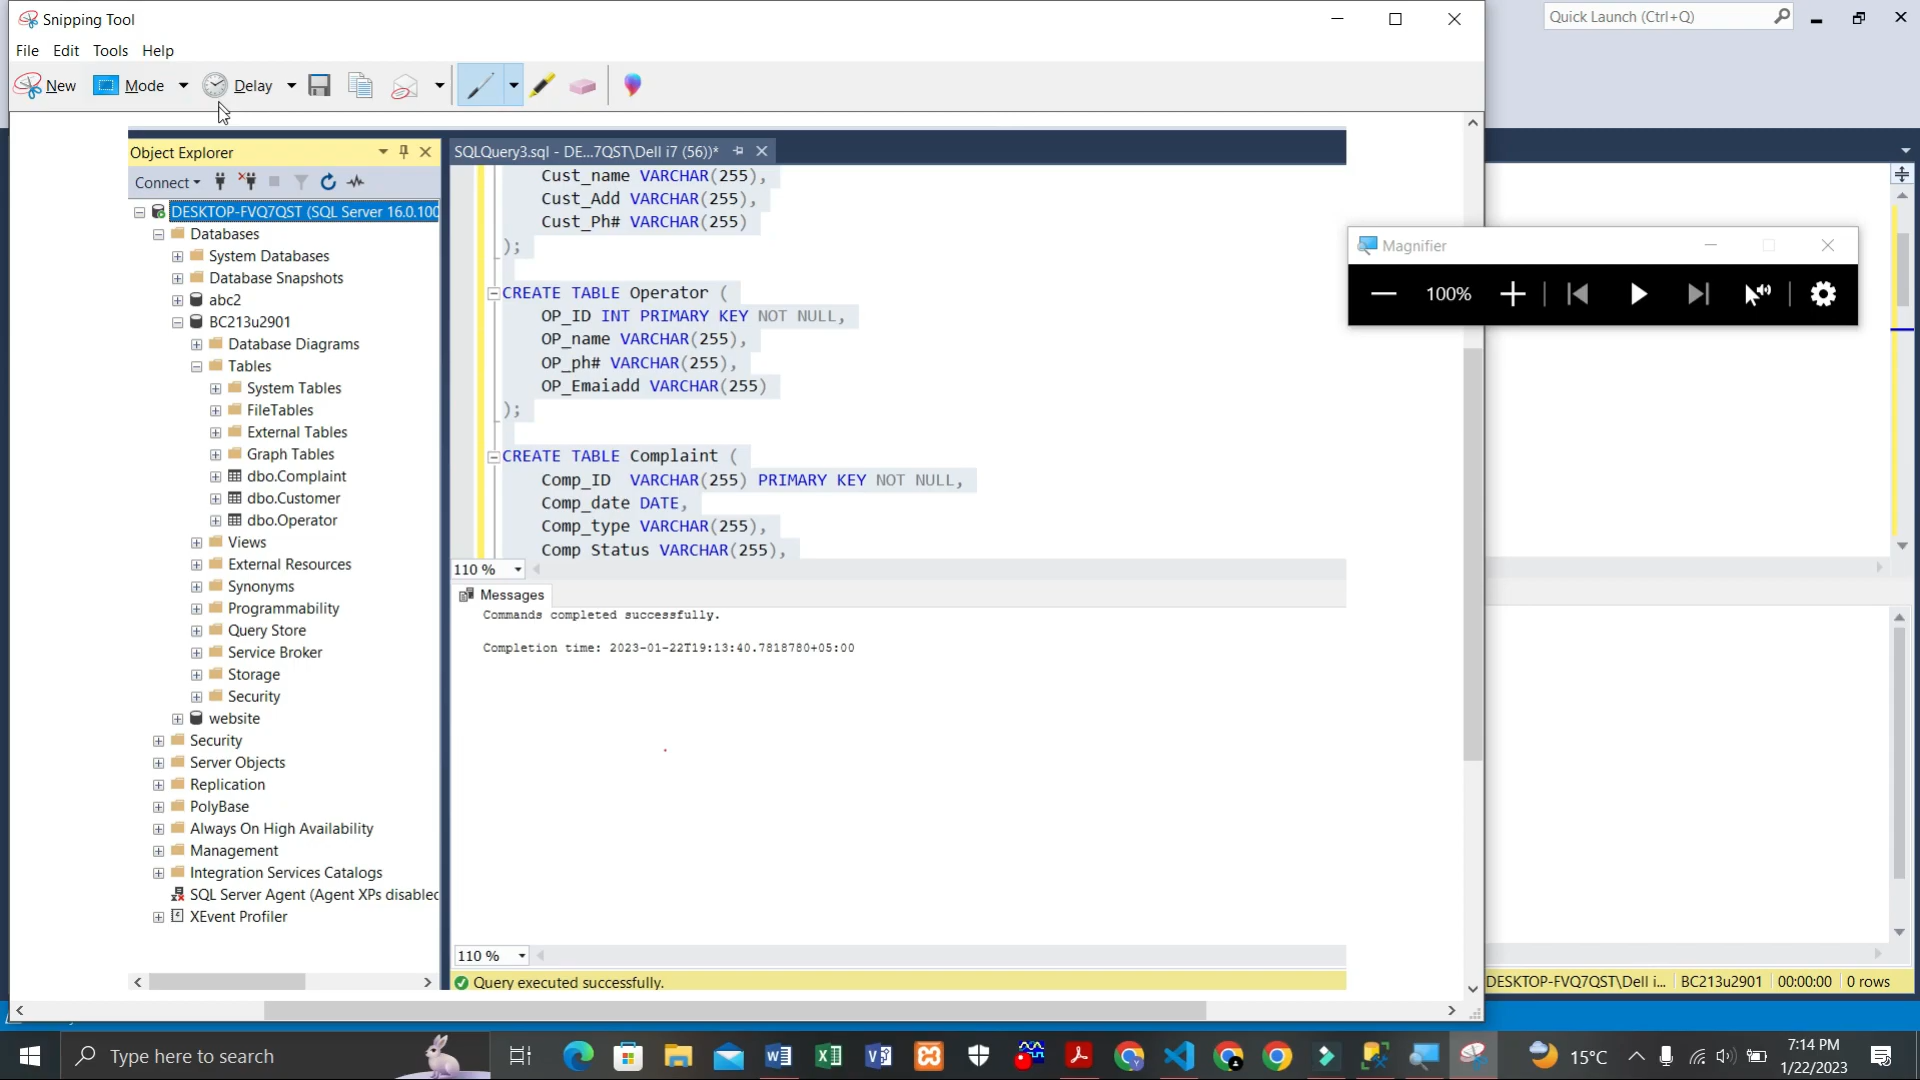 Snipping Tool
Quick Launch (Ctrl+Q)
File Edit Tools Help
New Mode Delay
Object Explorer
SQLQuery3.sql - DE...7QST\Dell i7 (56))*
Connect
DESKTOP-FVQ7QST (SQL Server 16.0.100
Databases
System Databases
Database Snapshots
abc2
BC213u2901
Database Diagrams
Tables
System Tables
FileTables
External Tables
Graph Tables
dbo.Complaint
dbo.Customer
dbo.Operator
Views
External Resources
Synonyms
Programmability
Query Store
Service Broker
Storage
Security
website
Security
Server Objects
Replication
PolyBase
Always On High Availability
Management
Integration Services Catalogs
SQL Server Agent (Agent XPs disabled
XEvent Profiler
Cust_name VARCHAR(255),
Cust_Add VARCHAR(255),
Cust_Ph# VARCHAR(255)
);
CREATE TABLE Operator (
OP_ID INT PRIMARY KEY NOT NULL,
OP_name VARCHAR(255),
OP_ph# VARCHAR(255),
OP_Emaiadd VARCHAR(255)
);
CREATE TABLE Complaint (
Comp_ID VARCHAR(255) PRIMARY KEY NOT NULL,
Comp_date DATE,
Comp_type VARCHAR(255),
Comp Status VARCHAR(255),
110 %
Messages
Commands completed successfully.
Completion time: 2023-01-22T19:13:40.7818780+05:00
110 %
Query executed successfully.
Magnifier
100%
DESKTOP-FVQ7QST\Dell i... BC213u2901 00:00:00 0 rows
Type here to search
15°C
7:14 PM
1/22/2023